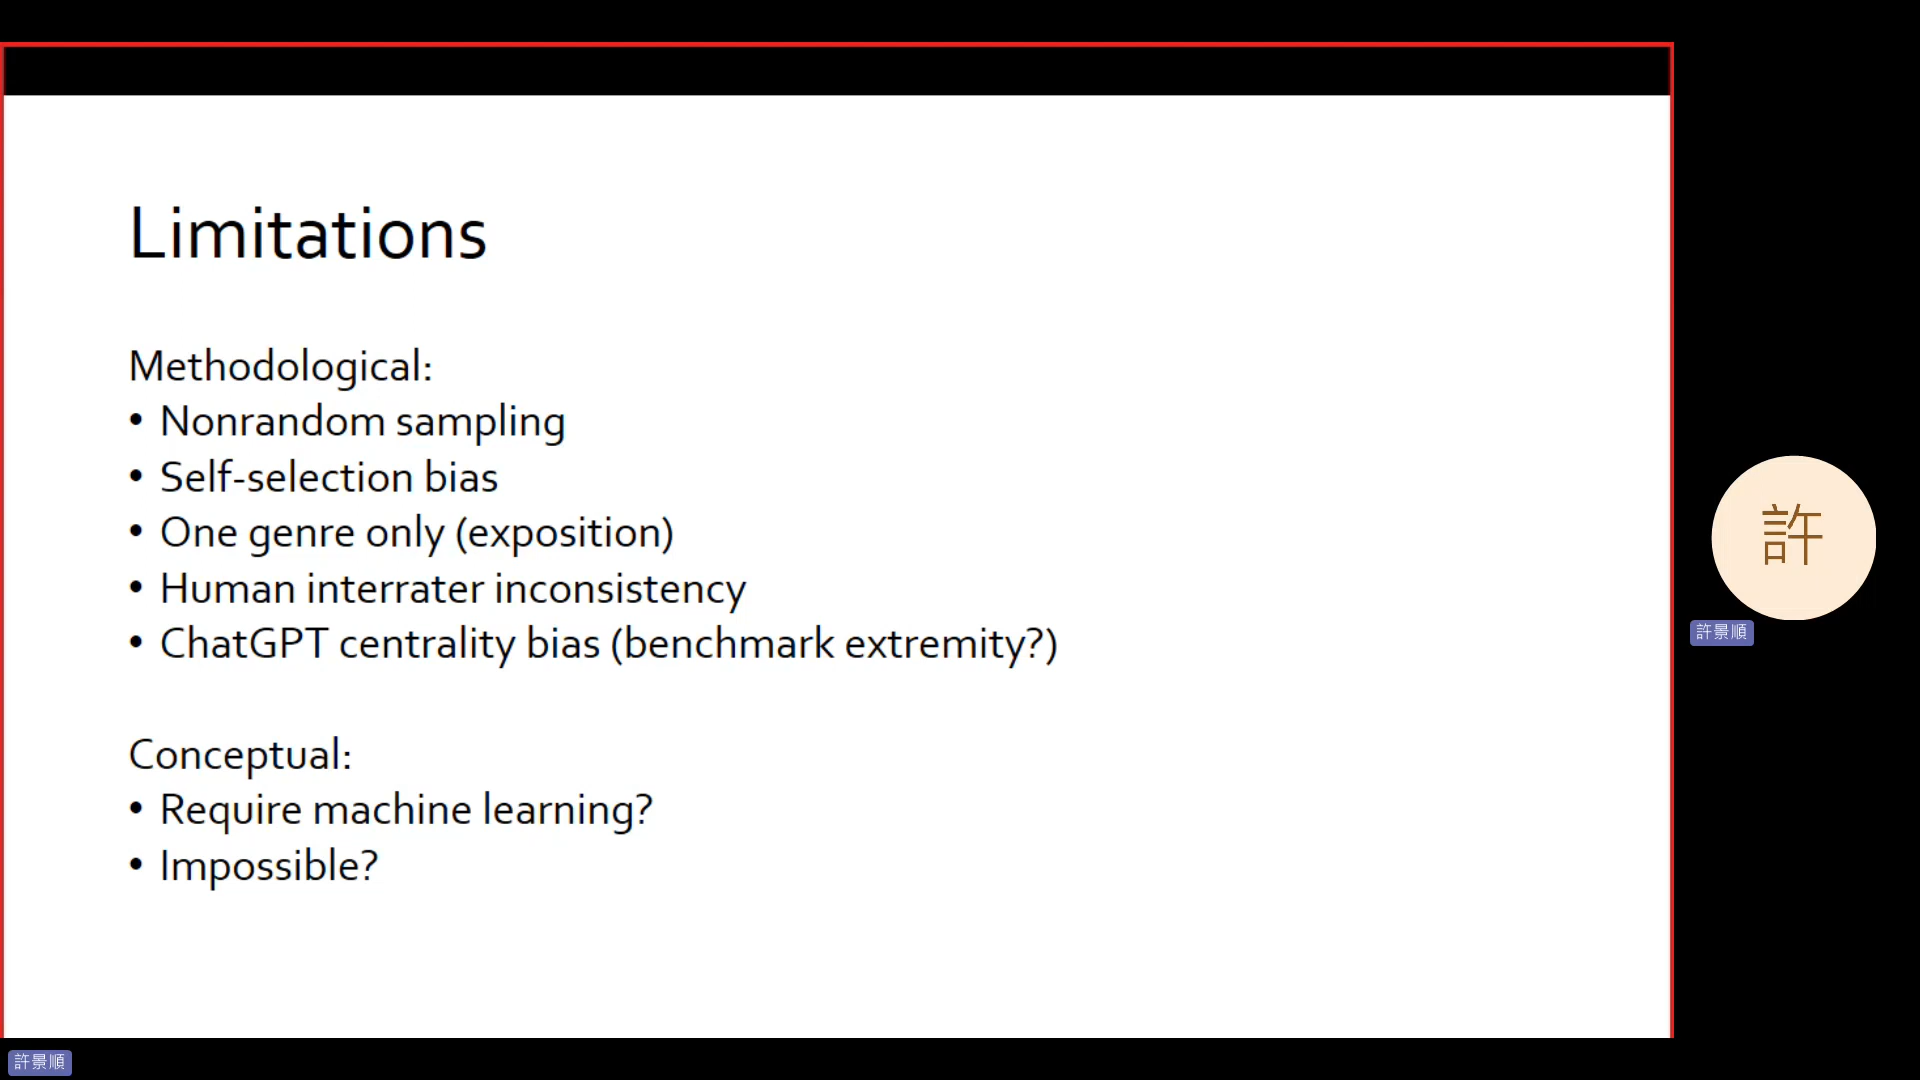 Limitations
Methodological:
• Nonrandom sampling
• Self-selection bias
• One genre only (exposition)
• Human interrater inconsistency
• ChatGPT centrality bias (benchmark extremity?)
Conceptual:
• Require machine learning?
• Impossible?
許
許景順
許景順